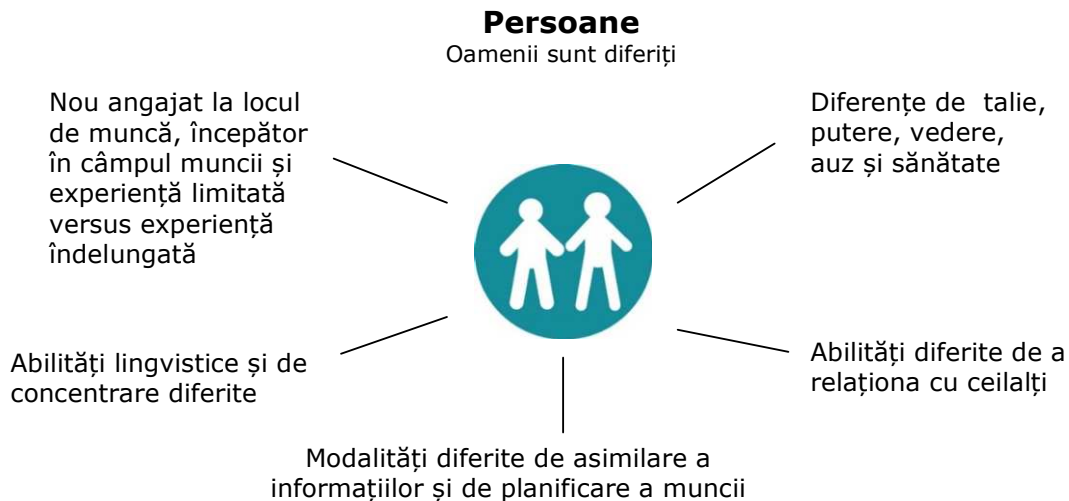 Persoane
Oamenii sunt diferiți
Nou angajat la locul
de muncă, începător
în câmpul muncii și
experiență limitată
versus experiență
îndelungată
Diferențe de talie,
putere, vedere,
auz și sănătate
Abilități lingvistice și de
concentrare diferite
Abilități diferite de a
relaționa cu ceilalți
Modalități diferite de asimilare a
informațiilor și de planificare a muncii